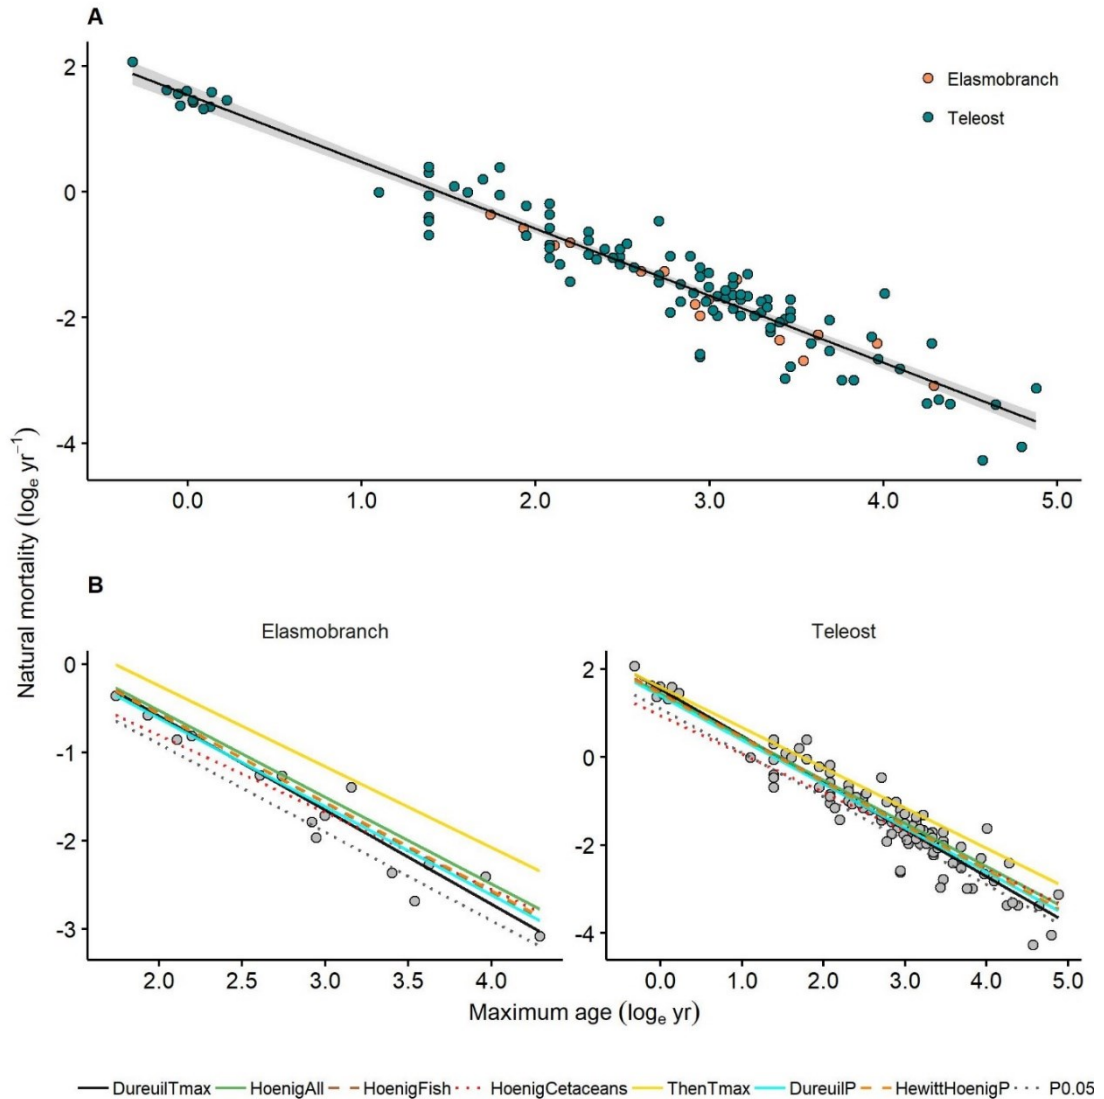 A
2
0
-2
-4
0.0 1.0 2.0 3.0 4.0 5.0
Elasmobranch
Teleost
Natural mortality (logₑ yr⁻¹)
B
Elasmobranch
0
-1
-2
-3
2.0 2.5 3.0 3.5 4.0
Teleost
2
0
-2
-4
0.0 1.0 2.0 3.0 4.0 5.0
Maximum age (logₑ yr)
DureuilTmax HoenigAll HoenigFish HoenigCetaceans ThenTmax DureuilP HewittHoenigP P0.05